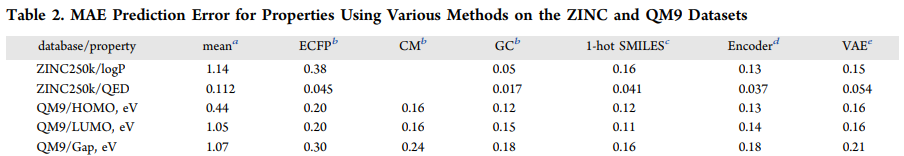 Table 2. MAE Prediction Error for Properties Using Various Methods on the ZINC and QM9 Datasets
database/property mean^a ECFP^b CM^b GC^b 1-hot SMILES^c Encoder^d VAE^e
ZINC250k/logP 1.14 0.38 0.05 0.16 0.13 0.15
ZINC250k/QED 0.112 0.045 0.017 0.041 0.037 0.054
QM9/HOMO, eV 0.44 0.20 0.16 0.12 0.12 0.13 0.16
QM9/LUMO, eV 1.05 0.20 0.16 0.15 0.11 0.14 0.16
QM9/Gap, eV 1.07 0.30 0.24 0.18 0.16 0.18 0.21